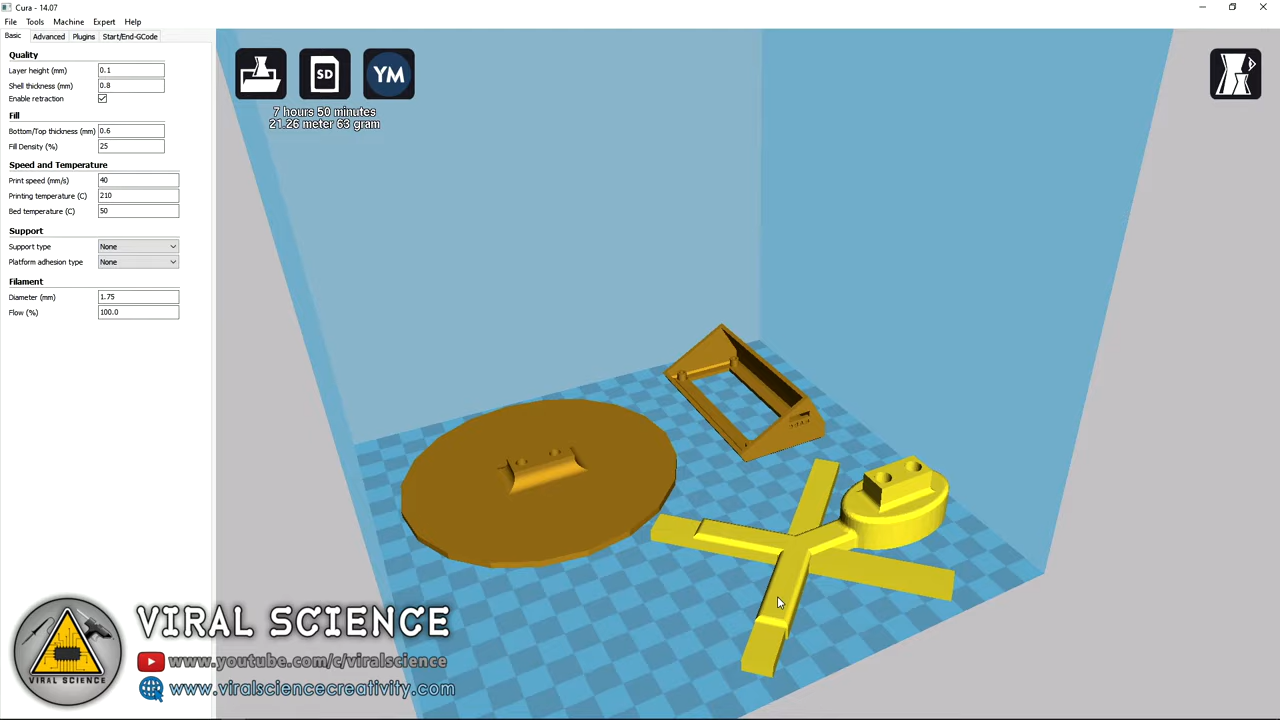 Cura - 14.07
File Tools Machine Expert Help
Basic Advanced Plugins Start/End-GCode
Quality
Layer height (mm) 0.1
Shell thickness (mm) 0.8
Enable retraction
Fill
Bottom/Top thickness (mm) 0.6
Fill Density (%) 25
Speed and Temperature
Print speed (mm/s) 40
Printing temperature (C) 210
Bed temperature (C) 50
Support
Support type None
Platform adhesion type None
Filament
Diameter (mm) 1.75
Flow (%) 100.0
SD
YM
7 hours 50 minutes
21.26 meter 63 gram
VIRAL SCIENCE
VIRAL SCIENCE
www.youtube.com/c/viralscience
www.viralsciencecreativity.com